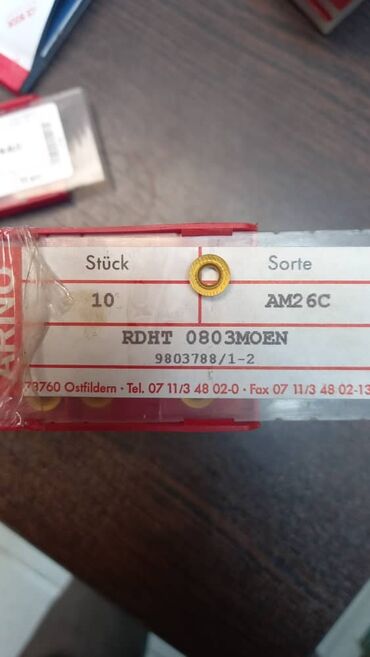 ARNO
Stück Sorte
10 AM26C
RDHT 0803MOEN
9803788/1-2
73760 Ostfildern · Tel. 07 11/3 48 02-0 · Fax 07 11/3 48 02-13